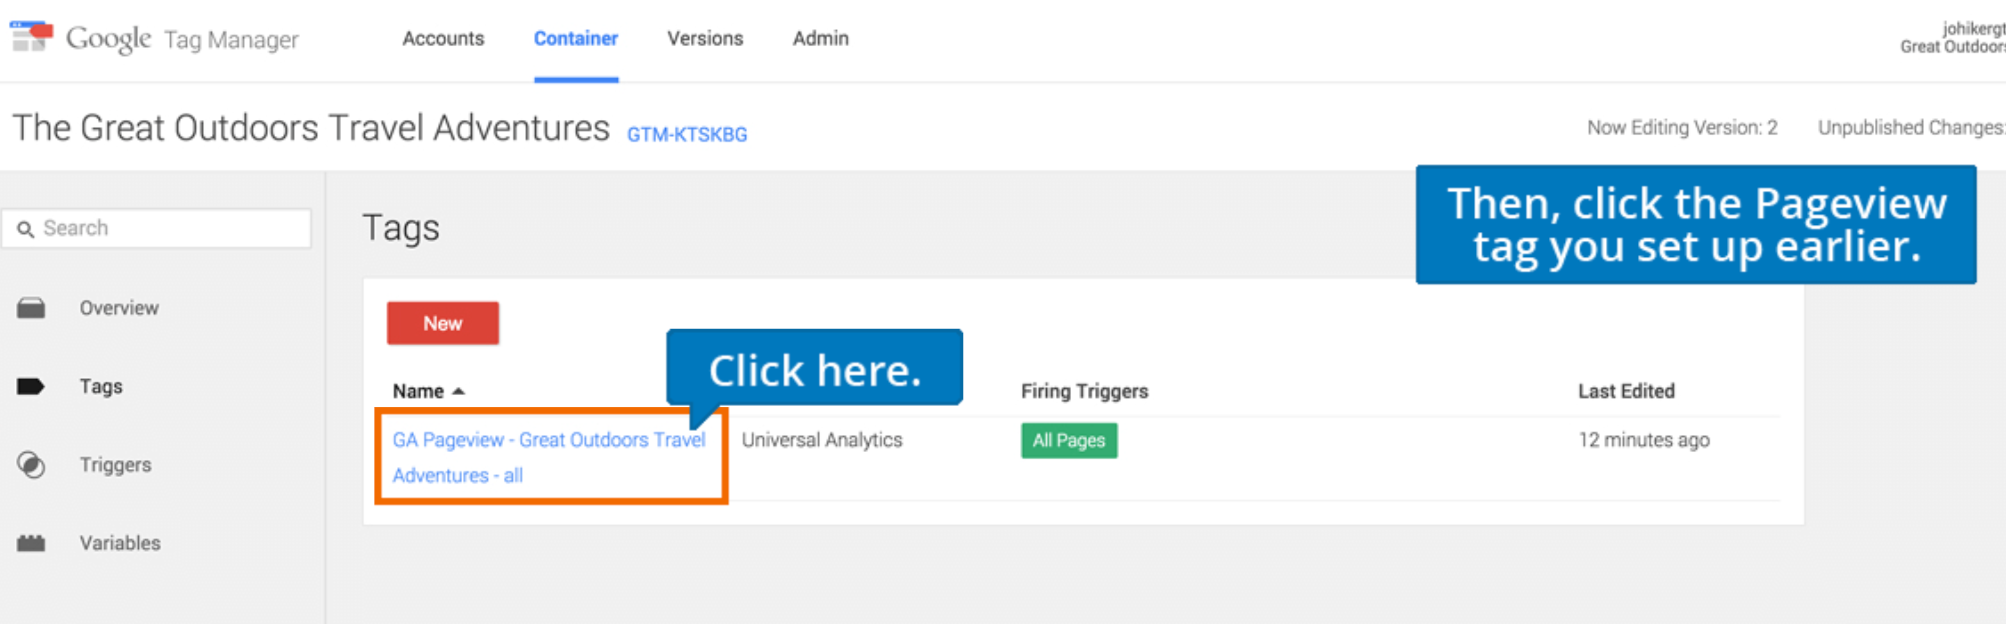 Google Tag Manager
Accounts
Container
Versions
Admin
johikergt
Great Outdoors
The Great Outdoors Travel Adventures GTM-KTSKBG
Now Editing Version: 2
Unpublished Changes:
Then, click the Pageview
tag you set up earlier.
Search
Overview
Tags
Triggers
Variables
Tags
New
Click here.
Name
Firing Triggers
Last Edited
GA Pageview - Great Outdoors Travel
Adventures - all
Universal Analytics
All Pages
12 minutes ago